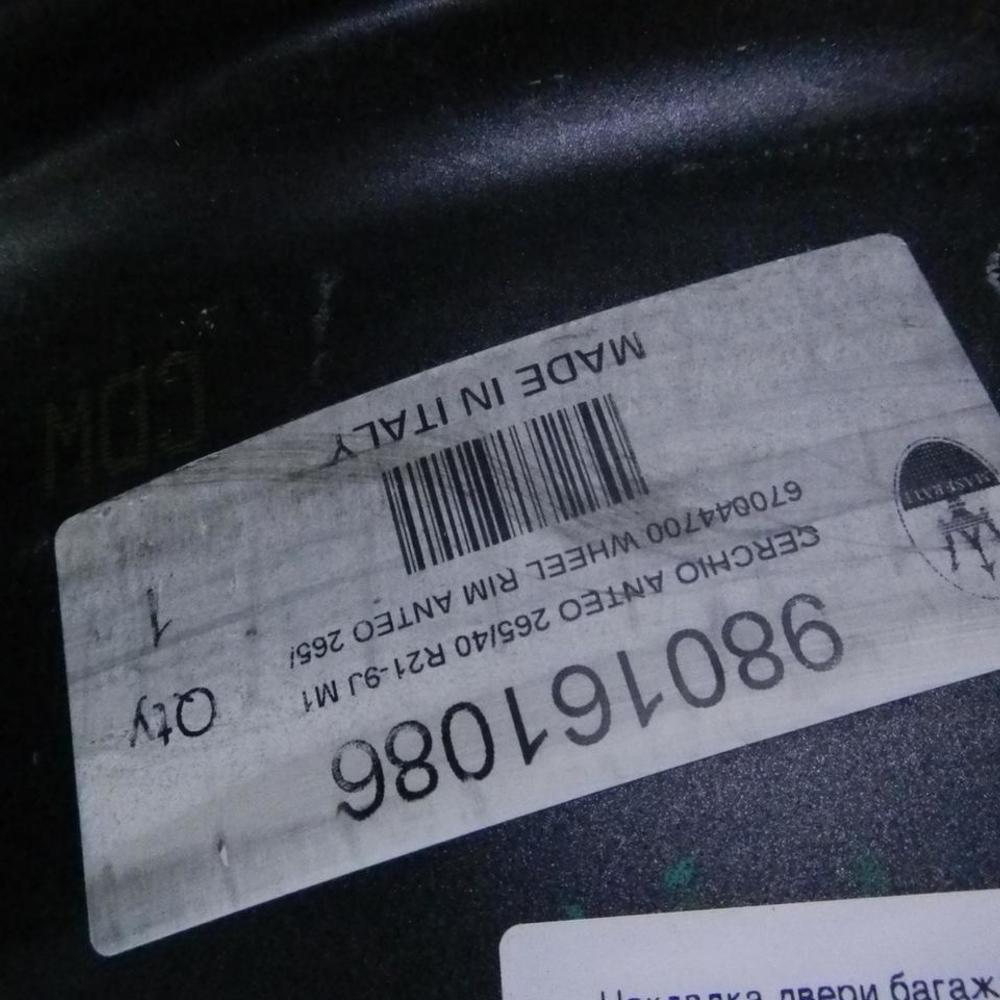 980161086
CERCHIO ANTEO 265/40 R21-9J M1
670044700 WHEEL RIM ANTEO 265/
MADE IN ITALY
Qty
1
MASERATI
Накладка двери багаж